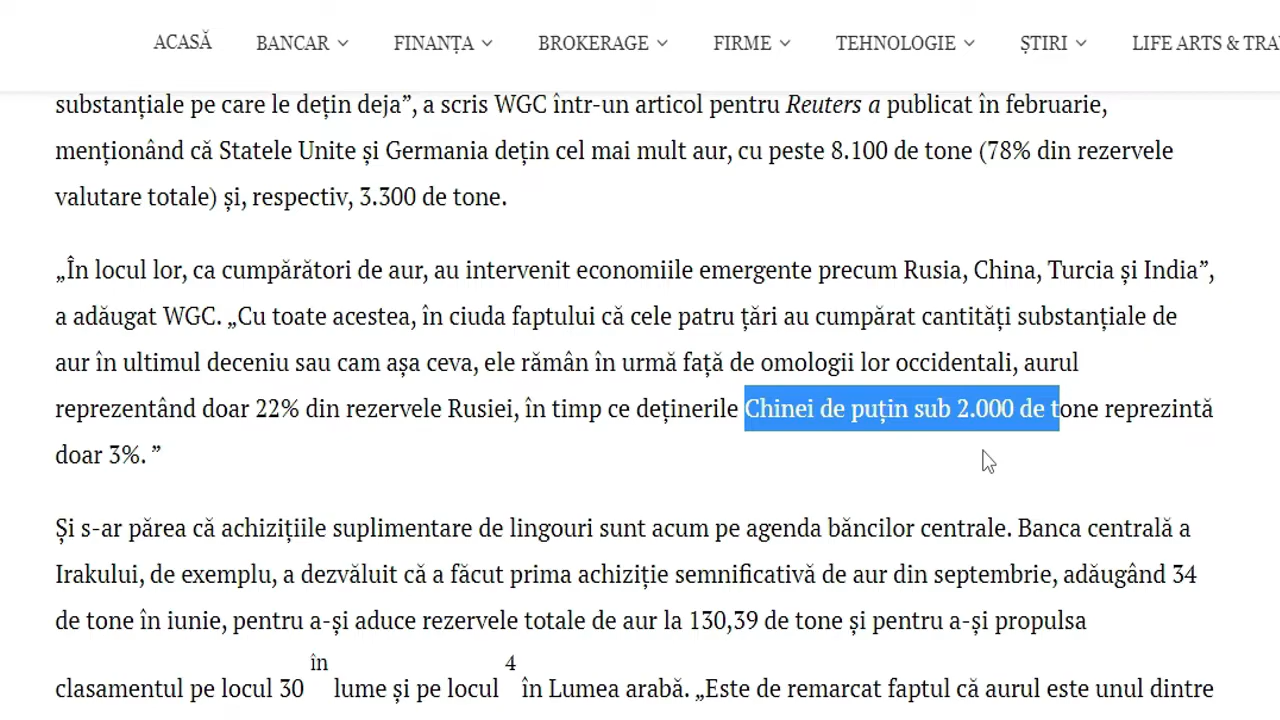 ACASĂ BANCAR FINANȚA BROKERAGE FIRME TEHNOLOGIE ȘTIRI LIFE ARTS & TRA
substanțiale pe care le dețin deja”, a scris WGC într-un articol pentru Reuters a publicat în februarie,
menționând că Statele Unite și Germania dețin cel mai mult aur, cu peste 8.100 de tone (78% din rezervele
valutare totale) și, respectiv, 3.300 de tone.
„În locul lor, ca cumpărători de aur, au intervenit economiile emergente precum Rusia, China, Turcia și India”,
a adăugat WGC. „Cu toate acestea, în ciuda faptului că cele patru țări au cumpărat cantități substanțiale de
aur în ultimul deceniu sau cam așa ceva, ele rămân în urmă față de omologii lor occidentali, aurul
reprezentând doar 22% din rezervele Rusiei, în timp ce deținerile Chinei de puțin sub 2.000 de tone reprezintă
doar 3%. ”
Și s-ar părea că achizițiile suplimentare de lingouri sunt acum pe agenda băncilor centrale. Banca centrală a
Irakului, de exemplu, a dezvăluit că a făcut prima achiziție semnificativă de aur din septembrie, adăugând 34
de tone în iunie, pentru a-și aduce rezervele totale de aur la 130,39 de tone și pentru a-și propulsa
clasamentul pe locul 30 în lume și pe locul 4 în Lumea arabă. „Este de remarcat faptul că aurul este unul dintre